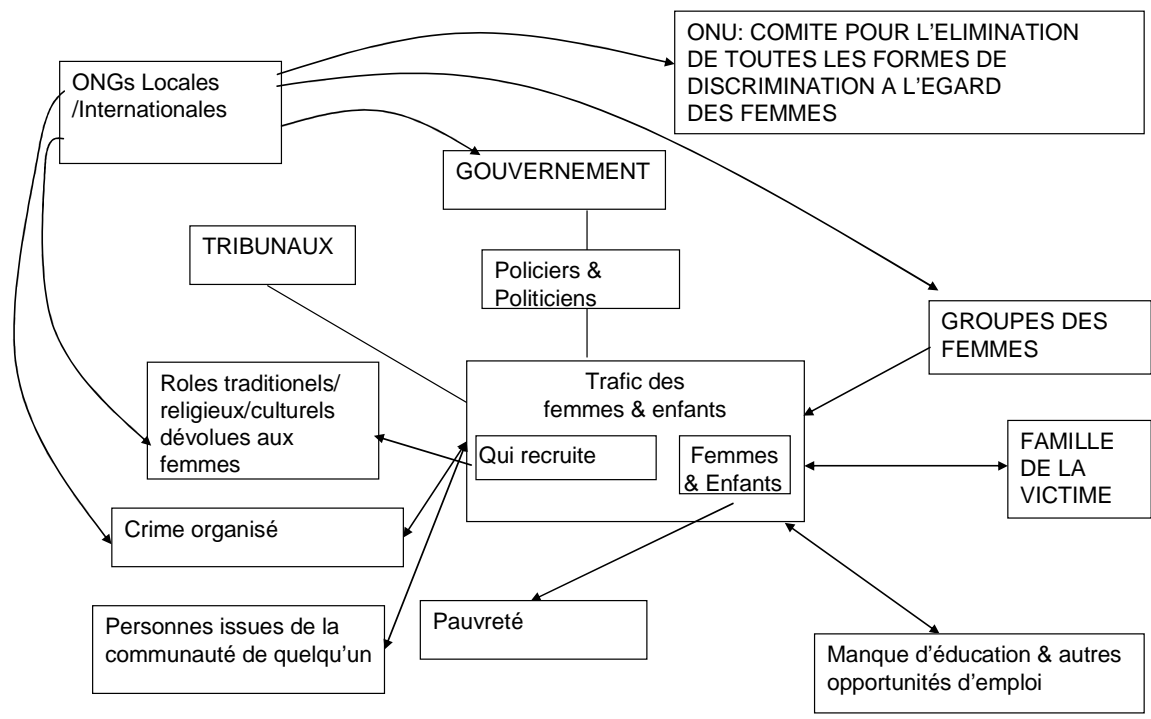 ONU: COMITE POUR L'ELIMINATION
DE TOUTES LES FORMES DE
DISCRIMINATION A L'EGARD
DES FEMMES
ONGs Locales
/Internationales
GOUVERNEMENT
TRIBUNAUX
Policiers &
Politiciens
GROUPES DES
FEMMES
Roles traditionels/
religieux/culturels
dévolues aux
femmes
Trafic des
femmes & enfants
Qui recruite
Femmes
& Enfants
FAMILLE
DE LA
VICTIME
Crime organisé
Personnes issues de la
communauté de quelqu'un
Pauvreté
Manque d'éducation & autres
opportunités d'emploi